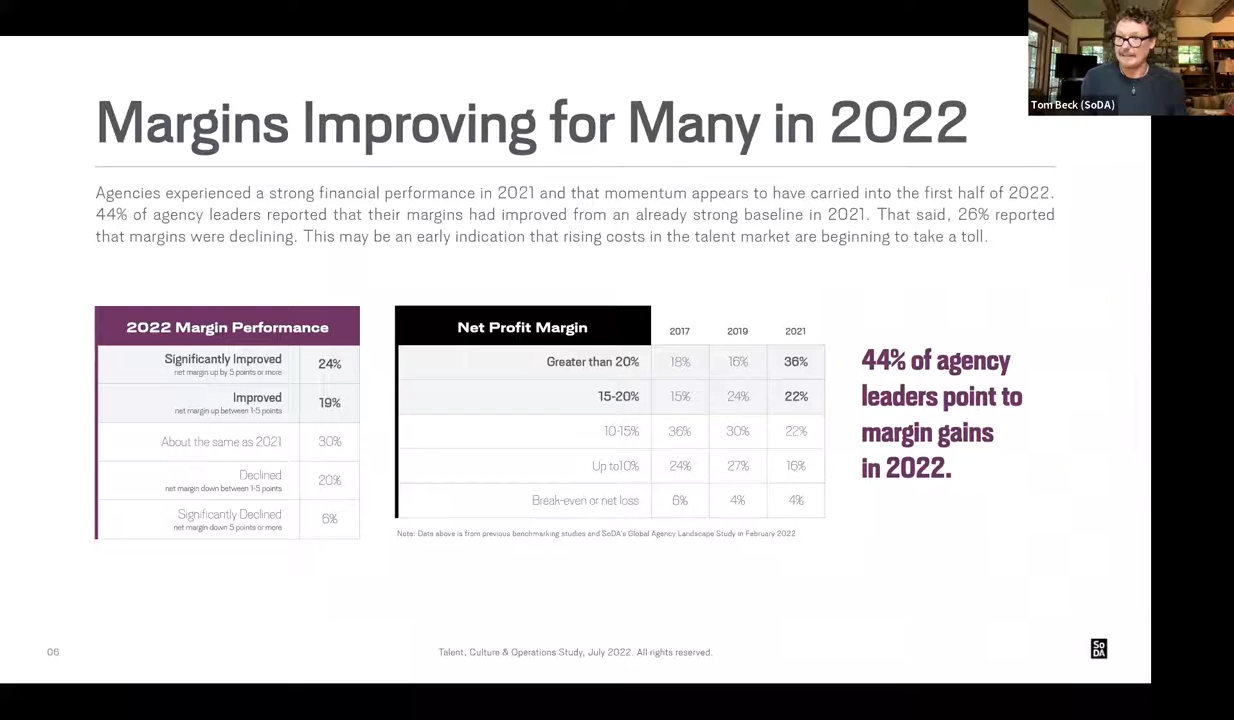 Tom Beck (SoDA)
Margins Improving for Many in 2022
Agencies experienced a strong financial performance in 2021 and that momentum appears to have carried into the first half of 2022.
44% of agency leaders reported that their margins had improved from an already strong baseline in 2021. That said, 26% reported
that margins were declining. This may be an early indication that rising costs in the talent market are beginning to take a toll.
2022 Margin Performance
Significantly Improved 24%
net margin up by 5 points or more
Improved 19%
net margin up between 1-5 points
About the same as 2021 30%
Declined 20%
net margin down between 1-5 points
Significantly Declined 6%
net margin down 5 points or more
Net Profit Margin 2017 2019 2021
Greater than 20% 18% 16% 36%
15-20% 15% 24% 22%
10-15% 36% 30% 22%
Up to10% 24% 27% 16%
Break-even or net loss 6% 4% 4%
Note: Data above is from previous benchmarking studies and SoDA's Global Agency Landscape Study in February 2022
44% of agency
leaders point to
margin gains
in 2022.
06
Talent, Culture & Operations Study, July 2022. All rights reserved.
So
DA